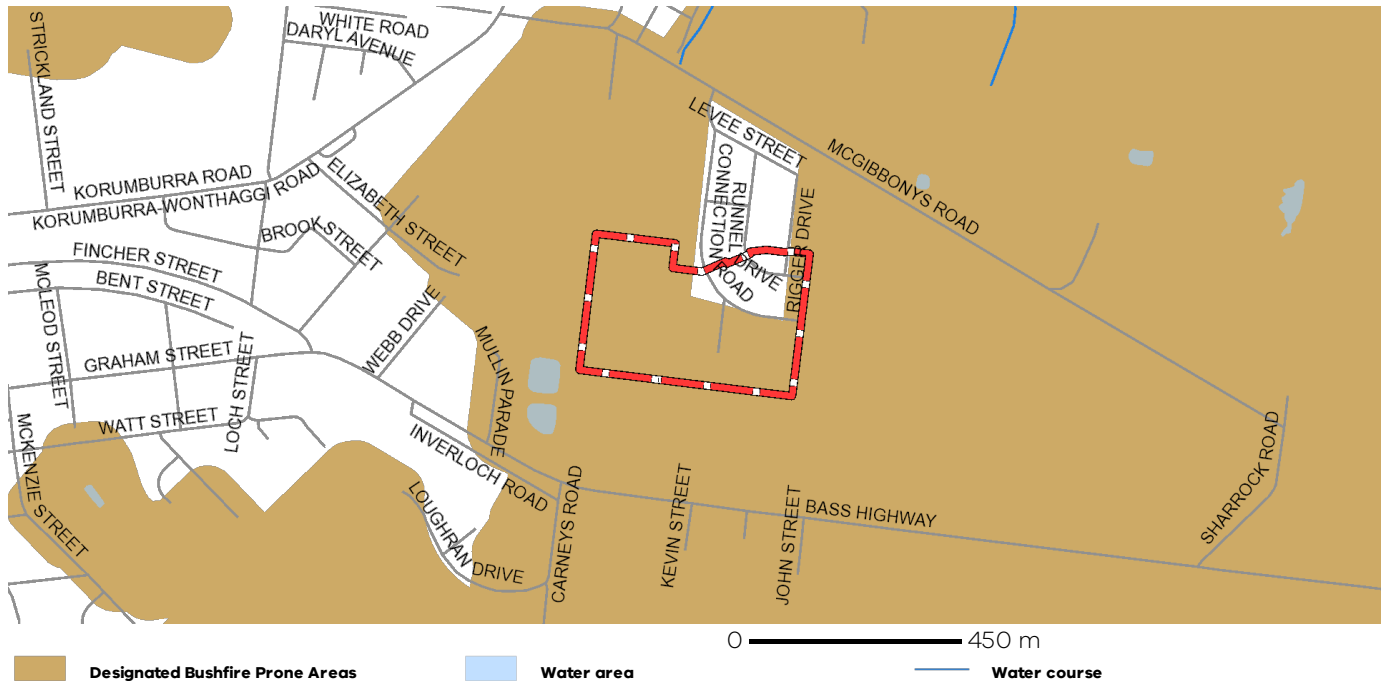 STRICKLAND STREET
WHITE ROAD
DARYL AVENUE
LEVEE STREET
MCGIBBONYS ROAD
KORUMBURRA ROAD
KORUMBURRA-WONTHAGGI ROAD
ELIZABETH STREET
CONNECTION ROAD
RUNNEL DRIVE
RIGGER DRIVE
BROOK STREET
FINCHER STREET
BENT STREET
MCLEOD STREET
WEBB DRIVE
GRAHAM STREET
LOCH STREET
MULLIN PARADE
WATT STREET
MCKENZIE STREET
INVERLOCH ROAD
LOUGHRAN DRIVE
CARNEYS ROAD
KEVIN STREET
JOHN STREET
BASS HIGHWAY
SHARROCK ROAD
0 450 m
Designated Bushfire Prone Areas Water area Water course